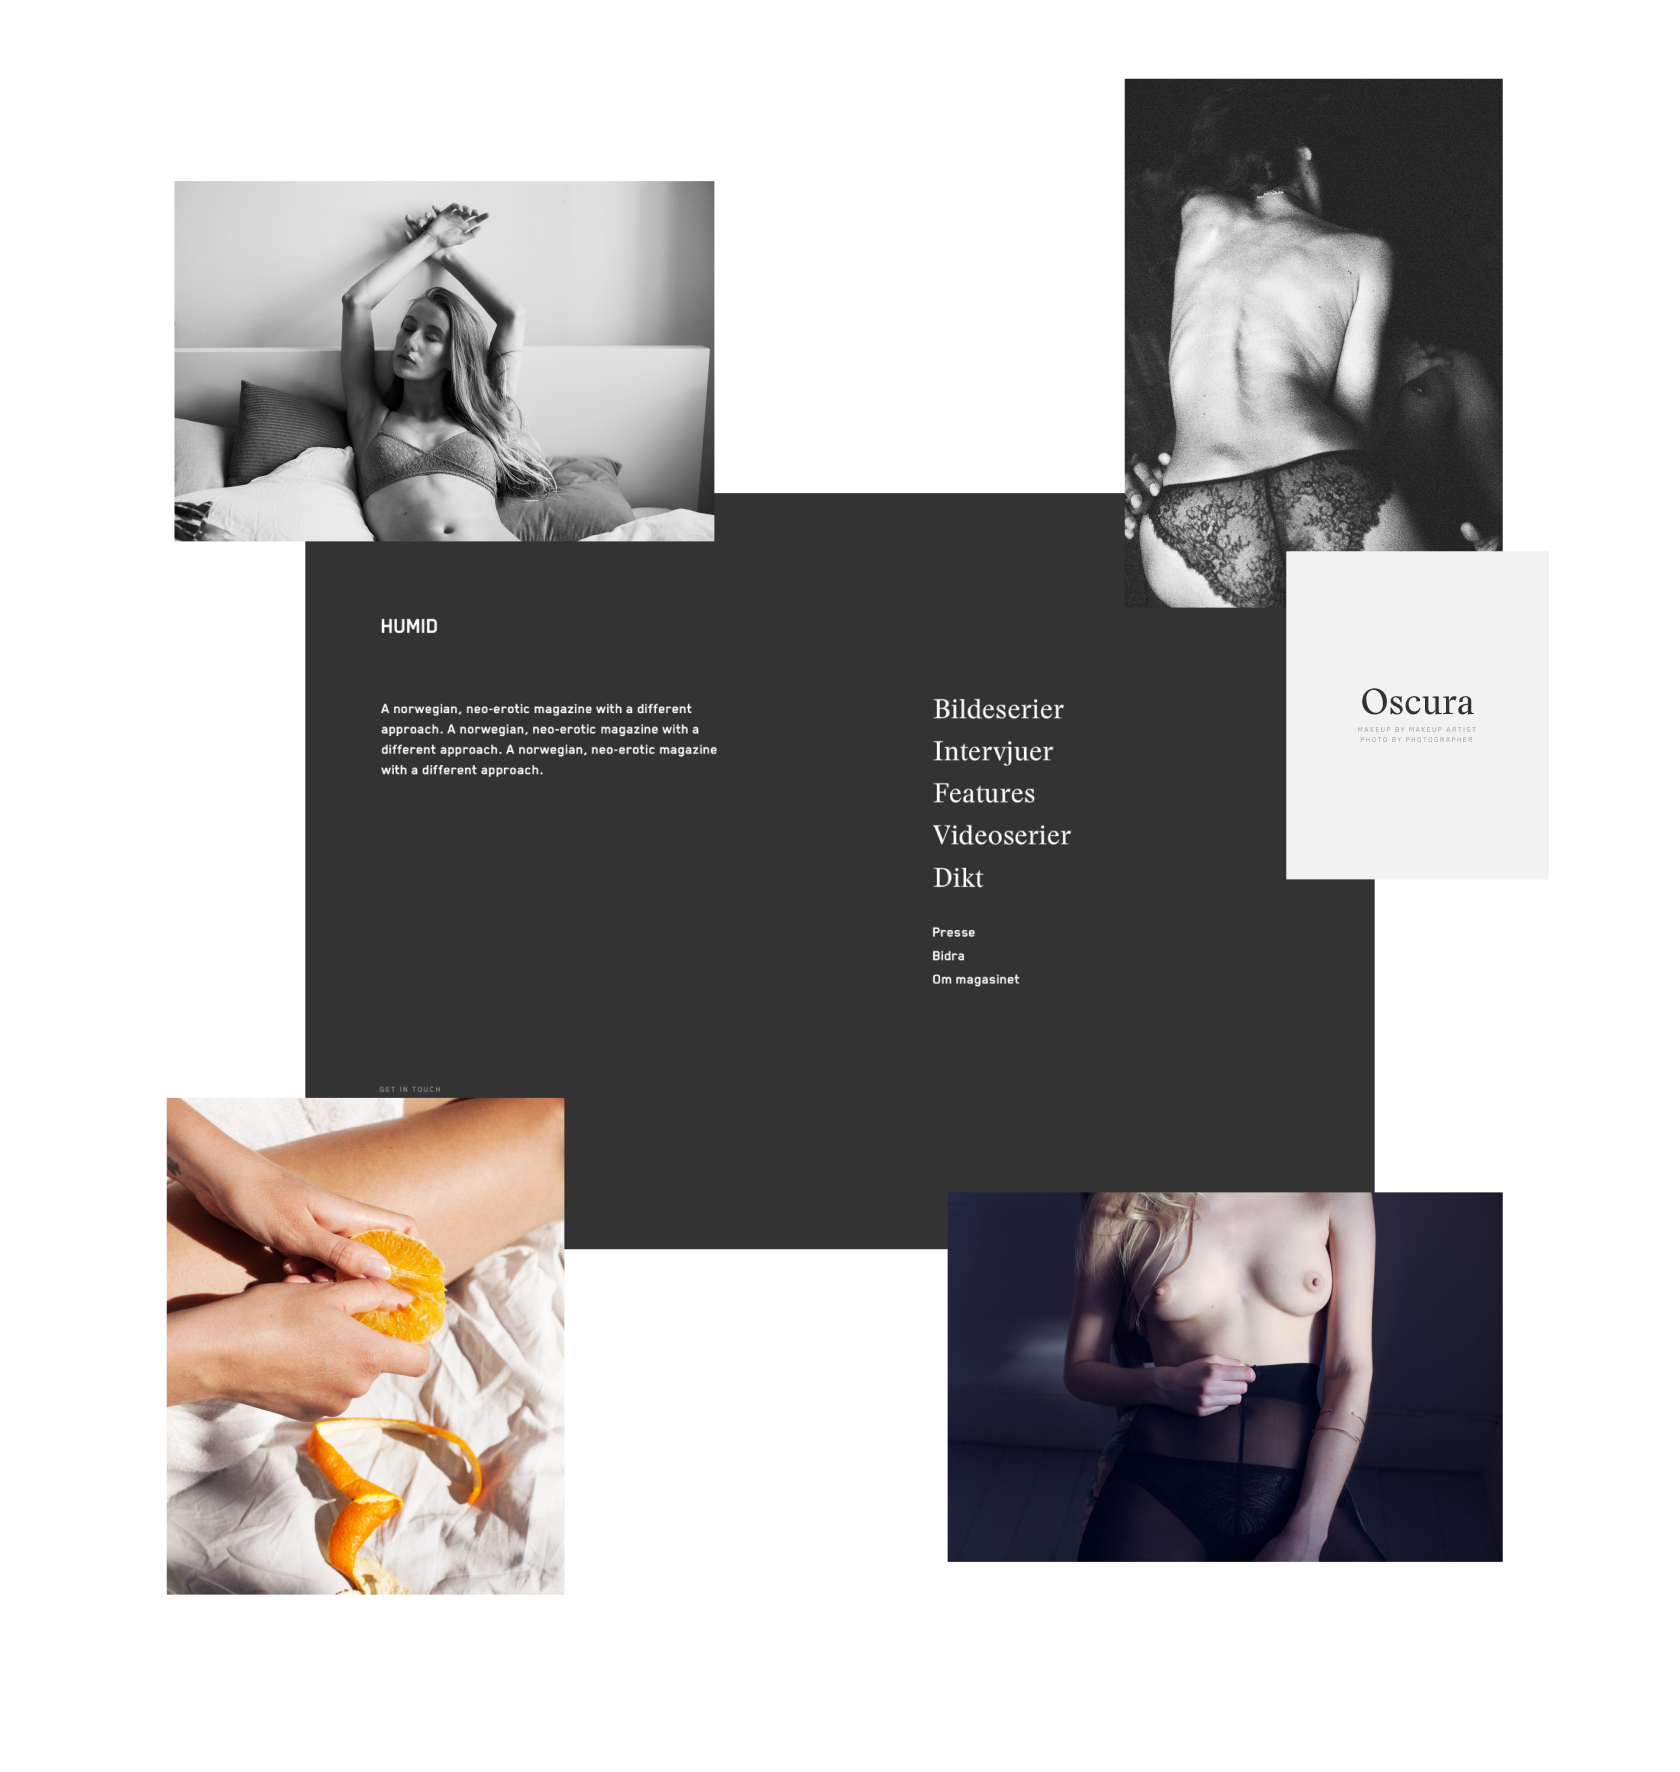 HUMID
A norwegian, neo-erotic magazine with a different
approach. A norwegian, neo-erotic magazine with a
different approach. A norwegian, neo-erotic magazine
with a different approach.
GET IN TOUCH
Bildeserier
Intervjuer
Features
Videoserier
Dikt
Presse
Bidra
Om magasinet
Oscura
MAKEUP BY MAKEUP ARTIST
PHOTO BY PHOTOGRAPHER